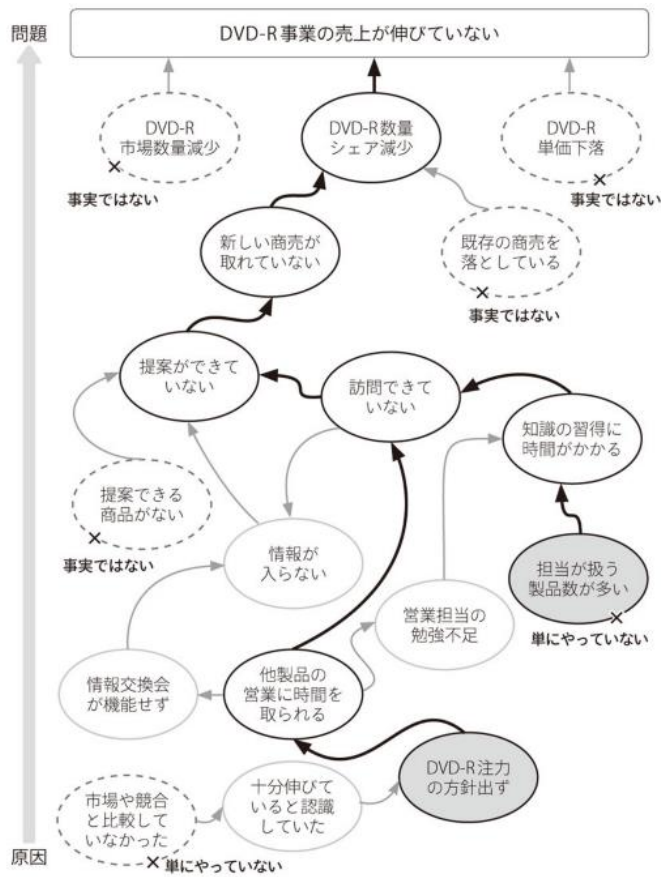 問題
DVD-R事業の売上が伸びていない
DVD-R
市場数量減少
×
事実ではない
DVD-R数量
シェア減少
DVD-R
単価下落
×
事実ではない
新しい商売が
取れていない
既存の商売を
落としている
×
事実ではない
提案ができて
いない
訪問できて
いない
知識の習得に
時間がかかる
提案できる
商品がない
×
事実ではない
情報が
入らない
担当が扱う
製品数が多い
×
単にやっていない
営業担当の
勉強不足
情報交換会
が機能せず
他製品の
営業に時間を
取られる
DVD-R注力
の方針出ず
市場や競合
と比較して
いなかった
×
単にやっていない
十分伸びて
いると認識
していた
原因